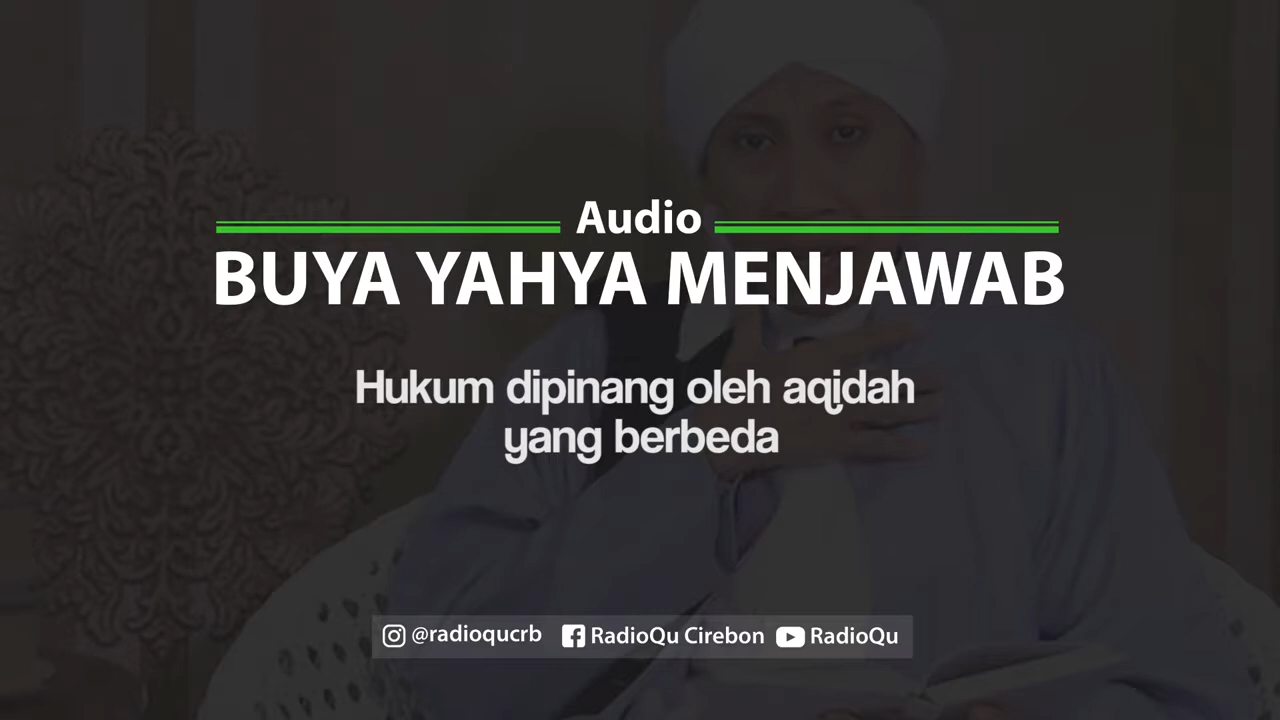 Audio
BUYA YAHYA MENJAWAB
Hukum dipinang oleh aqidah
yang berbeda
@radioqucrb RadioQu Cirebon RadioQu